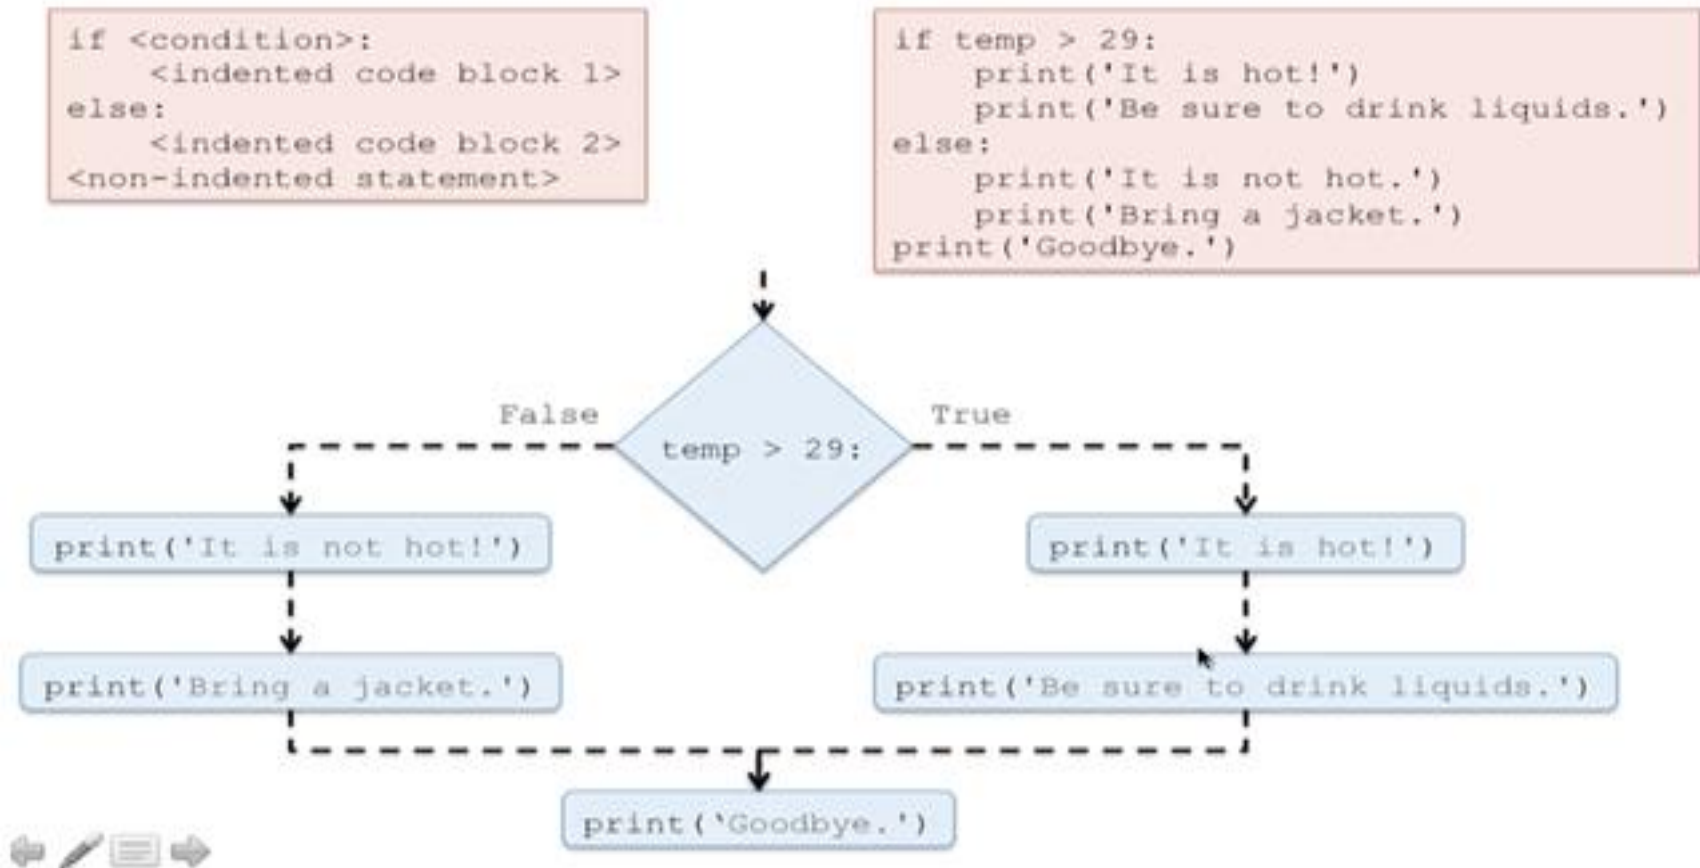 if <condition>:
    <indented code block 1>
else:
    <indented code block 2>
<non-indented statement>
if temp > 29:
    print('It is hot!')
    print('Be sure to drink liquids.')
else:
    print('It is not hot.')
    print('Bring a jacket.')
print('Goodbye.')
False
True
temp > 29:
print('It is not hot!')
print('It is hot!')
print('Bring a jacket.')
print('Be sure to drink liquids.')
print(‘Goodbye.')